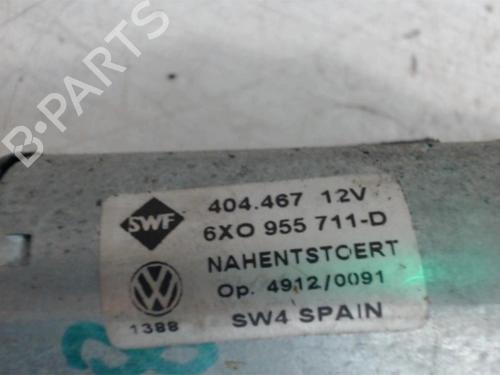 B-PARTS
SWF
404.467 12V
6XO 955 711-D
NAHENTSTOERT
Op. 4912/0091
1388
SW4 SPAIN